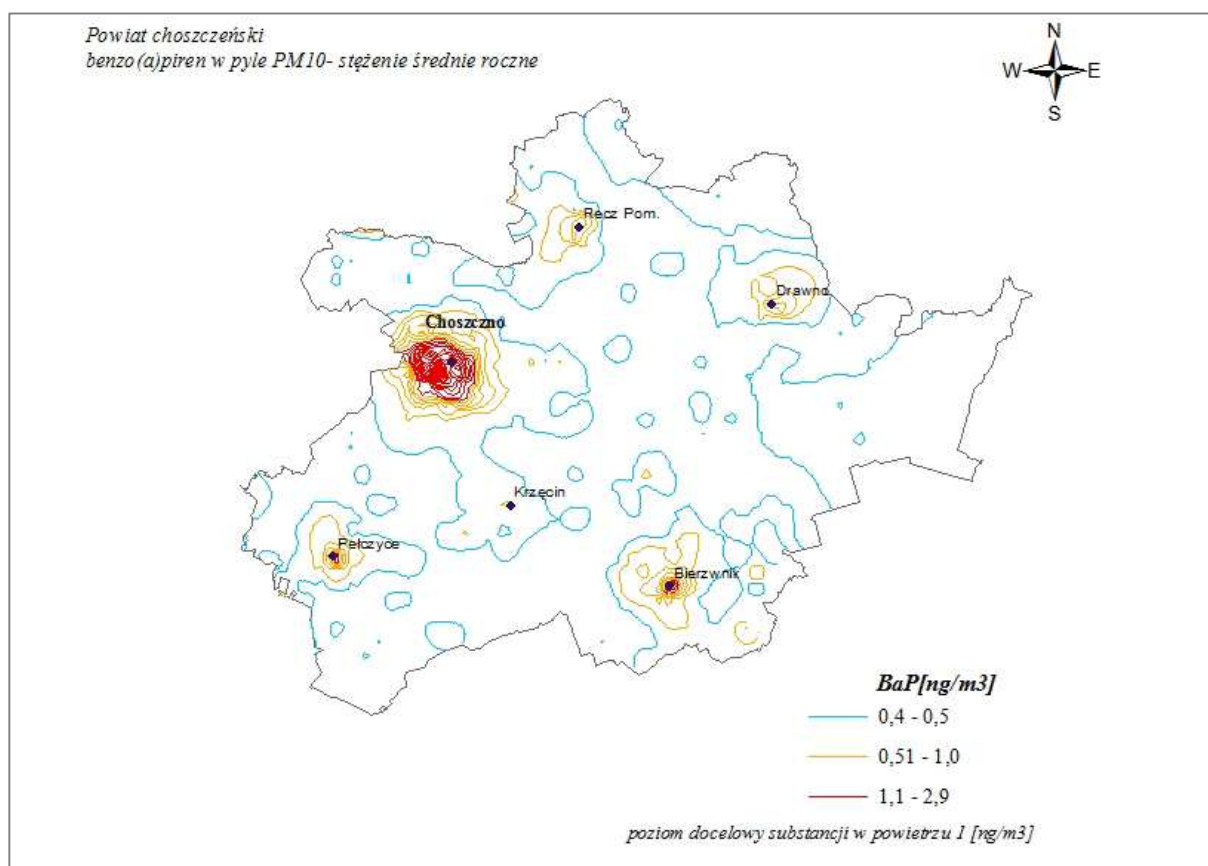 Powiat choszczeński
benzo(a)piren w pyle PM10- stężenie średnie roczne
N
W E
S
Recz Pom.
Drawno
Choszczno
Krzęcin
Pełczyce
Bierzwnik
BaP[ng/m3]
0,4 - 0,5
0,51 - 1,0
1,1 - 2,9
poziom docelowy substancji w powietrzu 1 [ng/m3]